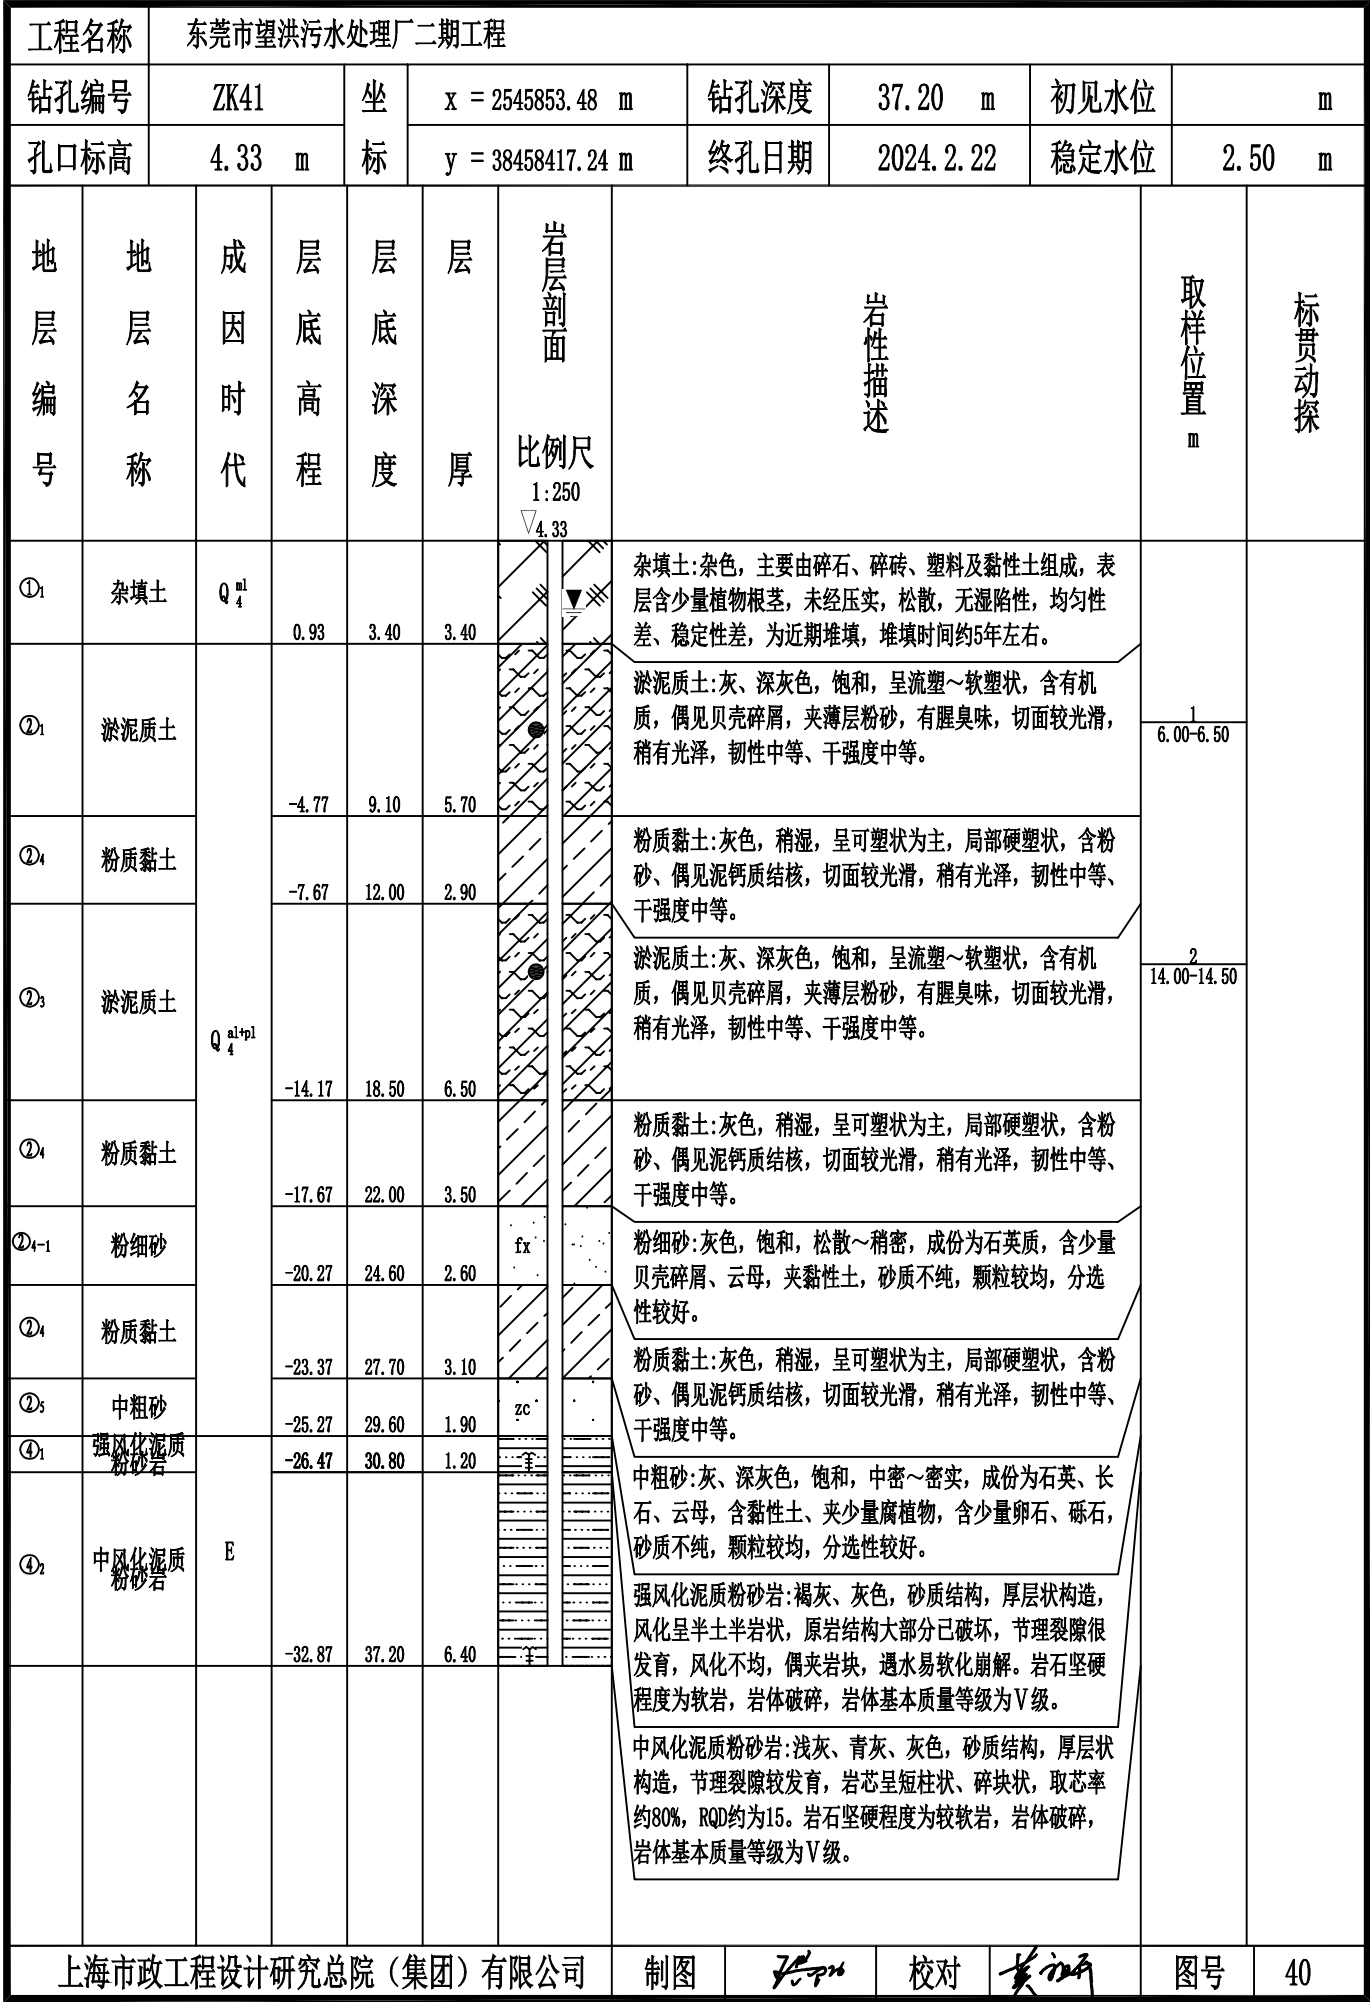 工程名称 东莞市望洪污水处理厂二期工程
钻孔编号 ZK41 坐 x = 2545853.48 m 钻孔深度 37.20 m 初见水位 m
孔口标高 4.33 m 标 y = 38458417.24 m 终孔日期 2024.2.22 稳定水位 2.50 m
地层编号 地层名称 成因时代 层底高程 层底深度 层厚 岩层剖面 比例尺 1:250 岩性描述 取样位置 m 标贯动探
4.33
①1 杂填土 Q4ml 0.93 3.40 3.40
杂填土:杂色，主要由碎石、碎砖、塑料及黏性土组成，表
层含少量植物根茎，未经压实，松散，无湿陷性，均匀性
差、稳定性差，为近期堆填，堆填时间约5年左右。
②1 淤泥质土 -4.77 9.10 5.70
淤泥质土:灰、深灰色，饱和，呈流塑～软塑状，含有机
质，偶见贝壳碎屑，夹薄层粉砂，有腥臭味，切面较光滑，
稍有光泽，韧性中等、干强度中等。
1
6.00-6.50
②4 粉质黏土 -7.67 12.00 2.90
粉质黏土:灰色，稍湿，呈可塑状为主，局部硬塑状，含粉
砂、偶见泥钙质结核，切面较光滑，稍有光泽，韧性中等、
干强度中等。
②3 淤泥质土 -14.17 18.50 6.50
淤泥质土:灰、深灰色，饱和，呈流塑～软塑状，含有机
质，偶见贝壳碎屑，夹薄层粉砂，有腥臭味，切面较光滑，
稍有光泽，韧性中等、干强度中等。
2
14.00-14.50
Q4al+pl
②4 粉质黏土 -17.67 22.00 3.50
粉质黏土:灰色，稍湿，呈可塑状为主，局部硬塑状，含粉
砂、偶见泥钙质结核，切面较光滑，稍有光泽，韧性中等、
干强度中等。
②4-1 粉细砂 -20.27 24.60 2.60 fx
粉细砂:灰色，饱和，松散～稍密，成份为石英质，含少量
贝壳碎屑、云母，夹黏性土，砂质不纯，颗粒较均，分选
性较好。
②4 粉质黏土 -23.37 27.70 3.10
粉质黏土:灰色，稍湿，呈可塑状为主，局部硬塑状，含粉
砂、偶见泥钙质结核，切面较光滑，稍有光泽，韧性中等、
干强度中等。
②5 中粗砂 -25.27 29.60 1.90 zc
中粗砂:灰、深灰色，饱和，中密～密实，成份为石英、长
石、云母，含黏性土、夹少量腐植物，含少量卵石、砾石，
砂质不纯，颗粒较均，分选性较好。
④1 强风化泥质
粉砂岩 -26.47 30.80 1.20
强风化泥质粉砂岩:褐灰、灰色，砂质结构，厚层状构造，
风化呈半土半岩状，原岩结构大部分已破坏，节理裂隙很
发育，风化不均，偶夹岩块，遇水易软化崩解。岩石坚硬
程度为软岩，岩体破碎，岩体基本质量等级为Ⅴ级。
④2 中风化泥质
粉砂岩 E -32.87 37.20 6.40
中风化泥质粉砂岩:浅灰、青灰、灰色，砂质结构，厚层状
构造，节理裂隙较发育，岩芯呈短柱状、碎块状，取芯率
约80%，RQD约为15。岩石坚硬程度为较软岩，岩体破碎，
岩体基本质量等级为Ⅴ级。
上海市政工程设计研究总院（集团）有限公司 制图 校对 图号 40